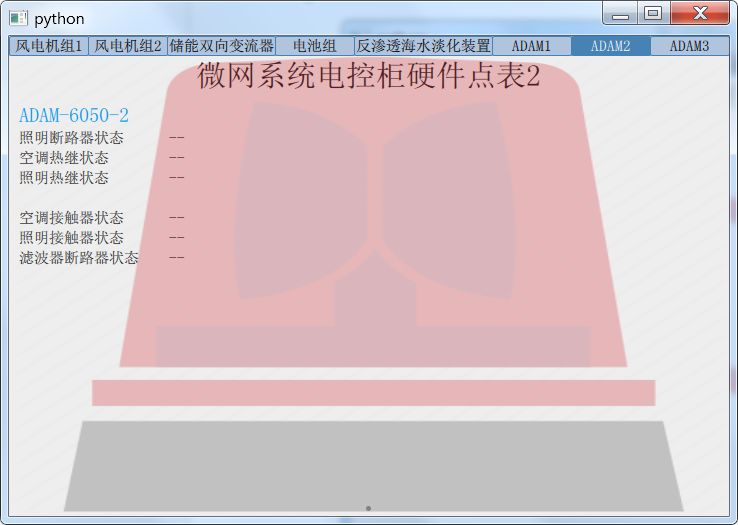 python
风电机组1 风电机组2 储能双向变流器 电池组 反渗透海水淡化装置 ADAM1 ADAM2 ADAM3
微网系统电控柜硬件点表2
ADAM-6050-2
照明断路器状态 --
空调热继状态 --
照明热继状态 --
空调接触器状态 --
照明接触器状态 --
滤波器断路器状态 --